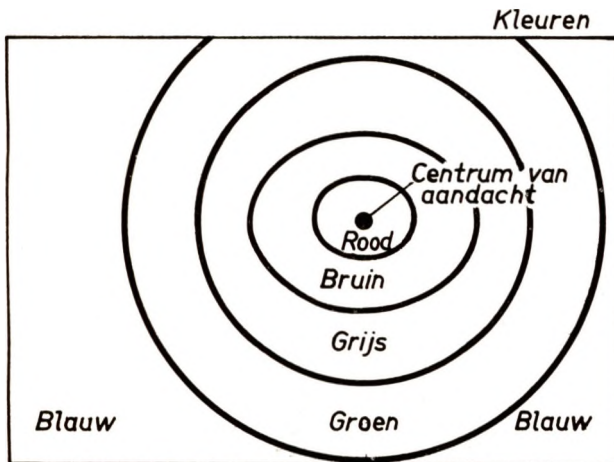 Kleuren
Centrum van
aandacht
Rood
Bruin
Grijs
Blauw
Groen
Blauw